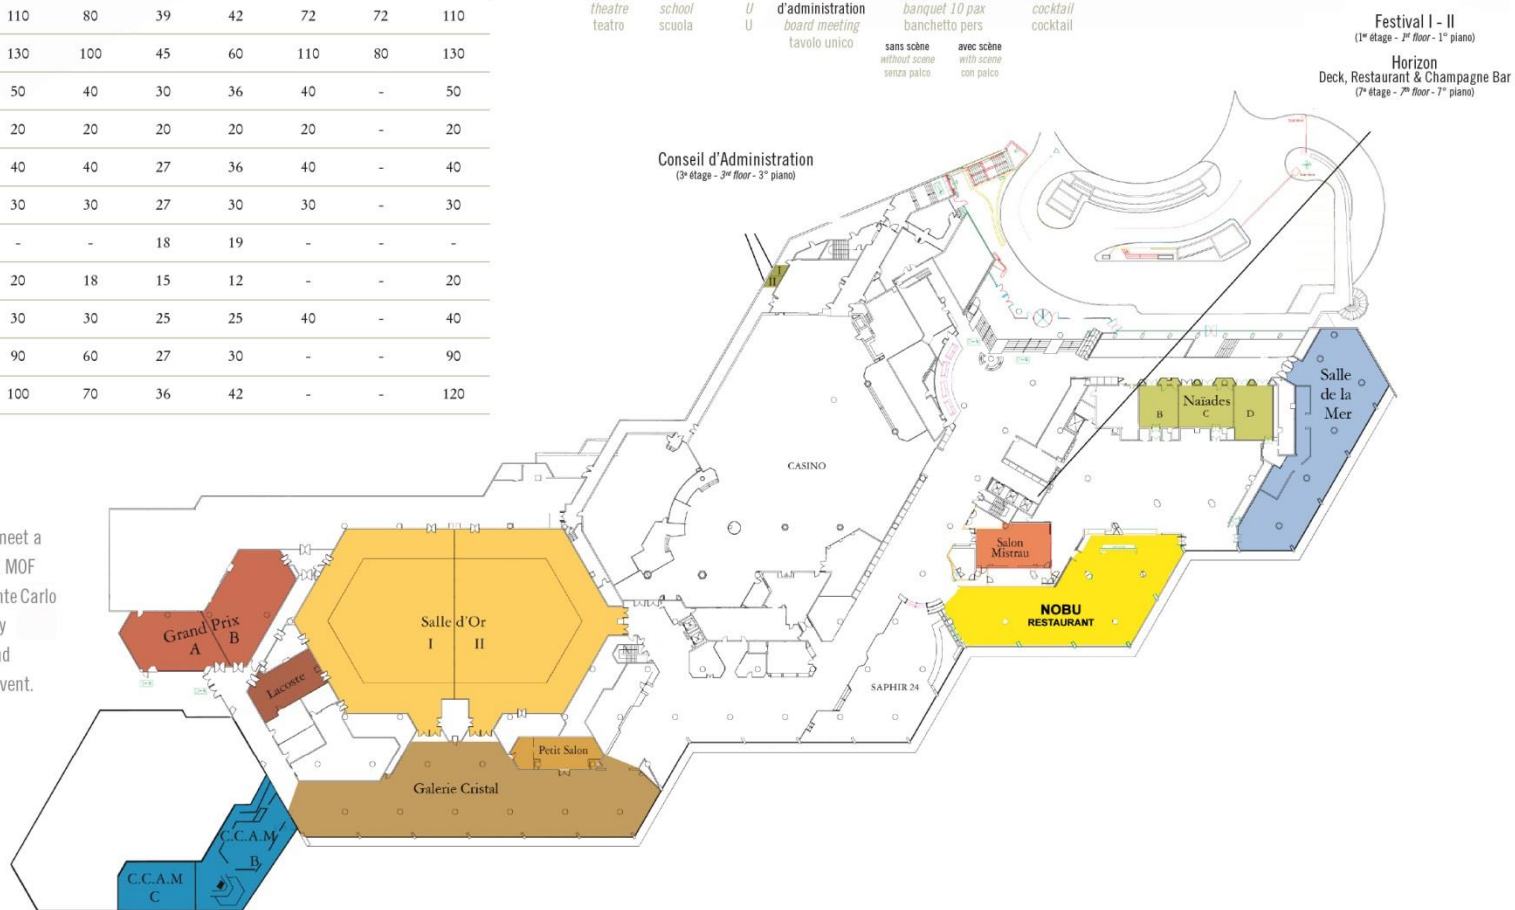 110 80 39 42 72 72 110
130 100 45 60 110 80 130
50 40 30 36 40 - 50
20 20 20 20 20 - 20
40 40 27 36 40 - 40
30 30 27 30 30 - 30
- - 18 19 - - -
20 18 15 12 - - 20
30 30 25 25 40 - 40
90 60 27 30 - - 90
100 70 36 42 - - 120
theatre school U d'administration banquet 10 pax cocktail
teatro scuola U board meeting banchetto pers cocktail
tavolo unico
sans scène avec scène
without scene with scene
senza palco con palco
Festival I - II
(1er étage - 1st floor - 1° piano)
Horizon
Deck, Restaurant & Champagne Bar
(7e étage - 7th floor - 7° piano)
Conseil d'Administration
(3e étage - 3rd floor - 3° piano)
I
II
Salle
de la
Mer
Naïades
B C D
CASINO
Salon
Mistrau
NOBU
RESTAURANT
SAPHIR 24
Salle d'Or
I II
Grand Prix
A B
Lacoste
Petit Salon
Galerie Cristal
C.C.A.M
B
C.C.A.M
C
meet a
MOF
nte Carlo
y
nd
vent.